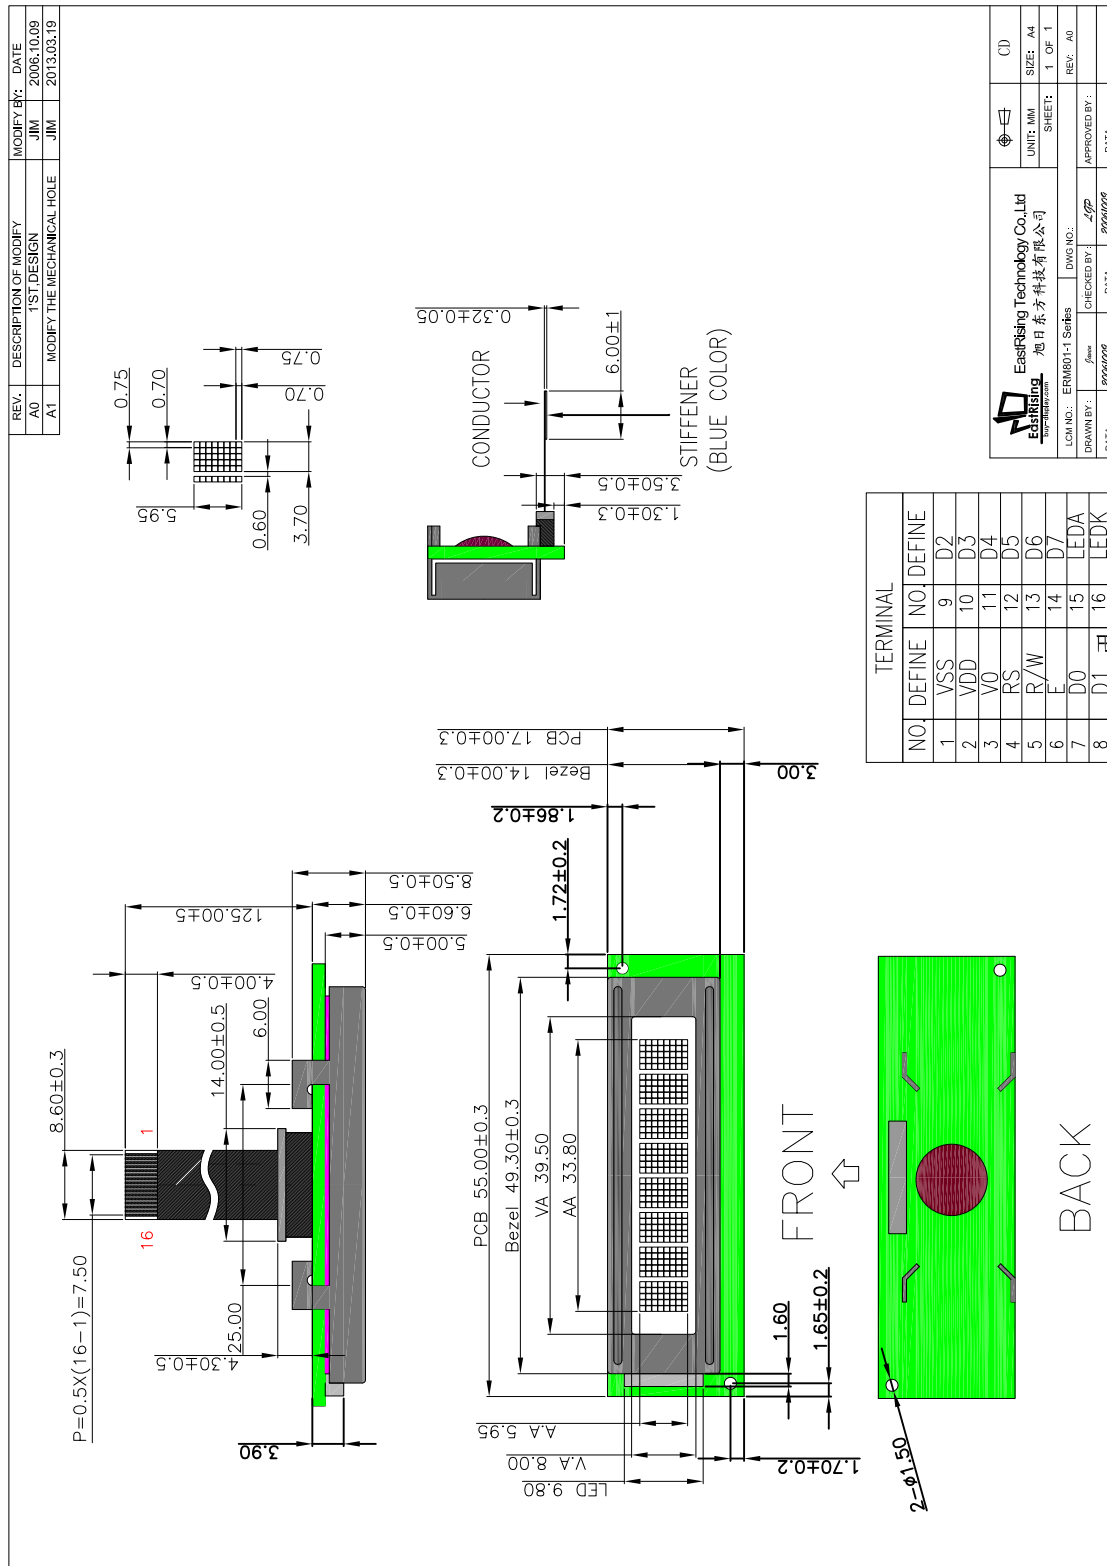 REV. DESCRIPTION OF MODIFY MODIFY BY: DATE
A0 1'ST,DESIGN JIM 2006.10.09
A1 MODIFY THE MECHANICAL HOLE JIM 2013.03.19
0.75
0.70
5.95
0.60
3.70
0.75
0.70
CONDUCTOR
0.32±0.05
6.00±1
STIFFENER
(BLUE COLOR)
3.50±0.5
1.30±0.3
P=0.5X(16-1)=7.50
8.60±0.3
16
1
4.00±0.5
14.00±0.5
6.00
25.00
4.30±0.5
3.90
125.00±5
8.50±0.5
6.60±0.5
5.00±0.5
PCB 17.00±0.3
Bezel 14.00±0.3
3.00
1.86±0.2
1.72±0.2
PCB 55.00±0.3
Bezel 49.30±0.3
VA 39.50
AA 33.80
A.A 5.95
V.A 8.00
LED 9.80
1.60
1.65±0.2
1.70±0.2
FRONT
BACK
2-φ1.50
TERMINAL
NO. DEFINE NO. DEFINE
1 VSS 9 D2
2 VDD 10 D3
3 V0 11 D4
4 RS 12 D5
5 R/W 13 D6
6 E 14 D7
7 D0 15 LEDA
8 D1 16 LEDK
EastRising
buy-display.com
EastRising Technology Co.,Ltd
旭日东方科技有限公司
CD
UNIT: MM SIZE: A4
SHEET: 1 OF 1
LCM NO.: ERM801-1 Series DWG NO.: REV: A0
DRAWN BY: CHECKED BY: LGP APPROVED BY:
DATA 20061009 DATA 20061009 DATA